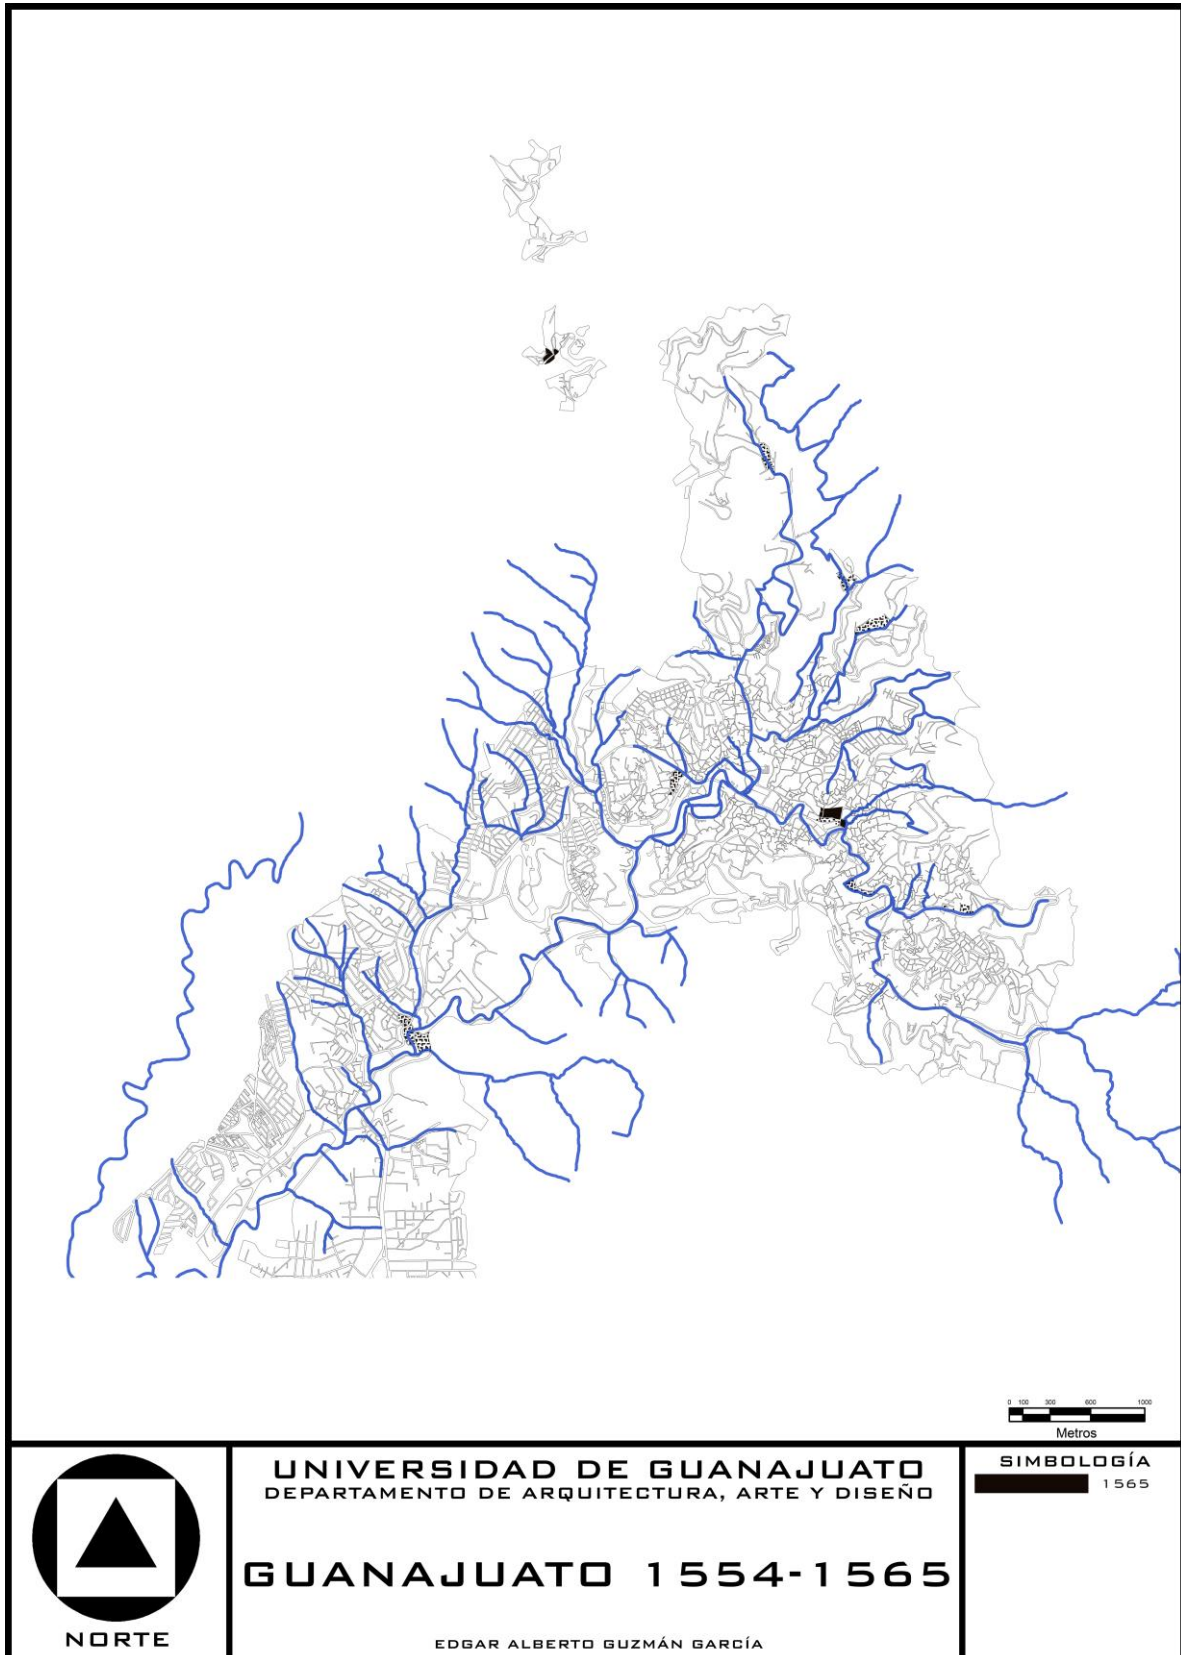 0 100 300 600 1000
Metros
NORTE
UNIVERSIDAD DE GUANAJUATO
DEPARTAMENTO DE ARQUITECTURA, ARTE Y DISEÑO
GUANAJUATO 1554-1565
EDGAR ALBERTO GUZMÁN GARCÍA
SIMBOLOGÍA
1565